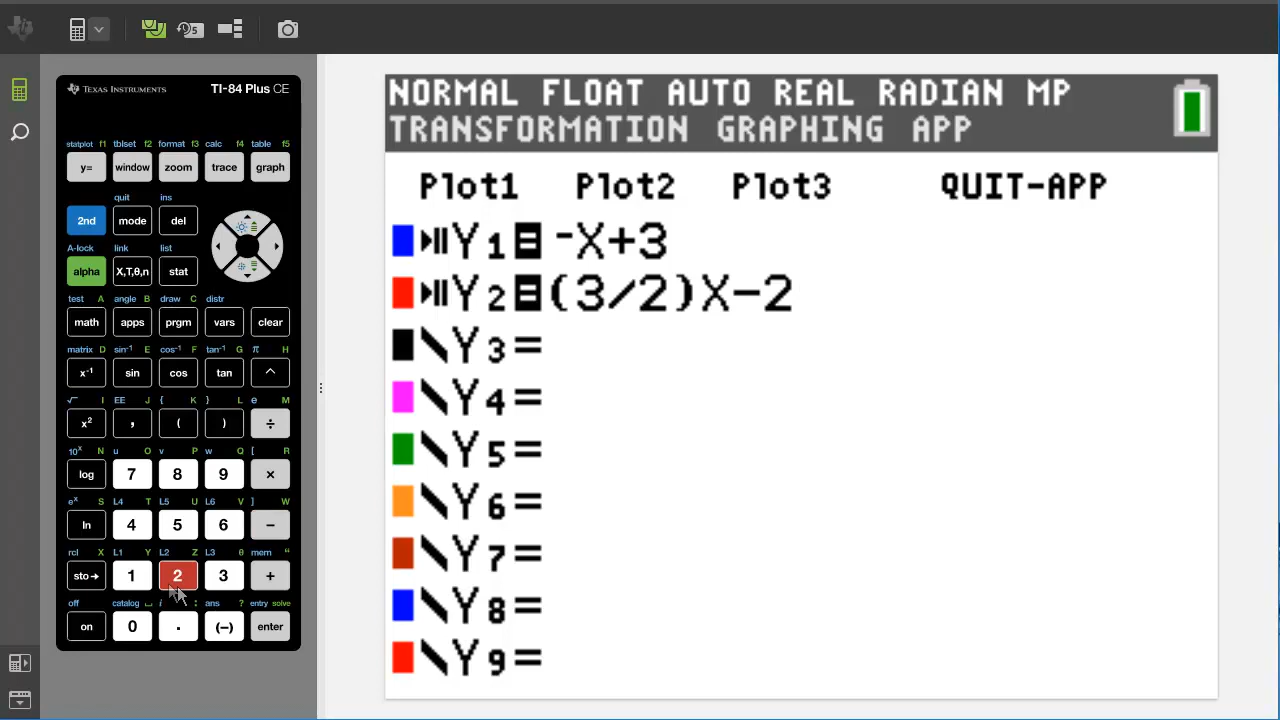 TEXAS INSTRUMENTS TI-84 Plus CE
statplot f1 tblset f2 format f3 calc f4 table f5
y= window zoom trace graph
quit ins
2nd mode del
A-lock link list
alpha X,T,θ,n stat
test A angle B draw C distr
math apps prgm vars clear
matrix D sin⁻¹ E cos⁻¹ F tan⁻¹ G π H
x⁻¹ sin cos tan ^
√ I EE J { K } L e M
x² , ( ) ÷
10ˣ N u O v P w Q [ R
log 7 8 9 ×
eˣ S L4 T L5 U L6 V ] W
ln 4 5 6 −
rcl X L1 Y L2 Z L3 θ mem “
sto→ 1 2 3 +
off catalog ⎵ i : ans ? entry solve
on 0 . (−) enter
NORMAL FLOAT AUTO REAL RADIAN MP
TRANSFORMATION GRAPHING APP
Plot1 Plot2 Plot3 QUIT-APP
Y1=-X+3
Y2=(3/2)X-2
Y3=
Y4=
Y5=
Y6=
Y7=
Y8=
Y9=